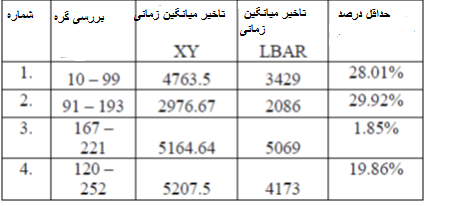 شماره بررسی گره تاخیر میانگین زمانی تاخیر میانگین زمانی حداقل درصد
XY LBAR
1. 10 – 99 4763.5 3429 28.01%
2. 91 – 193 2976.67 2086 29.92%
3. 167 – 221 5164.64 5069 1.85%
4. 120 – 252 5207.5 4173 19.86%